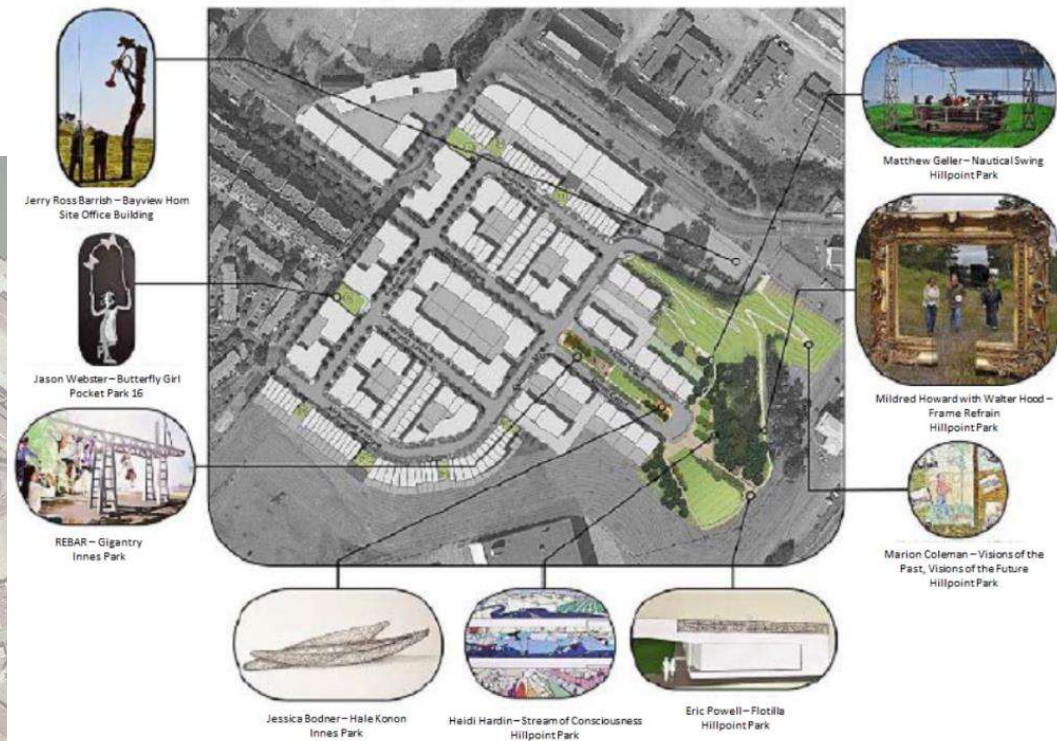 Jerry Ross Barrish – Bayview Horn
Site Office Building
Jason Webster – Butterfly Girl
Pocket Park 16
REBAR – Gigantry
Innes Park
Jessica Bodner – Hale Konon
Innes Park
Heidi Hardin – Stream of Consciousness
Hillpoint Park
Eric Powell – Flotilla
Hillpoint Park
Matthew Geller – Nautical Swing
Hillpoint Park
Mildred Howard with Walter Hood –
Frame Refrain
Hillpoint Park
Marion Coleman – Visions of the
Past, Visions of the Future
Hillpoint Park